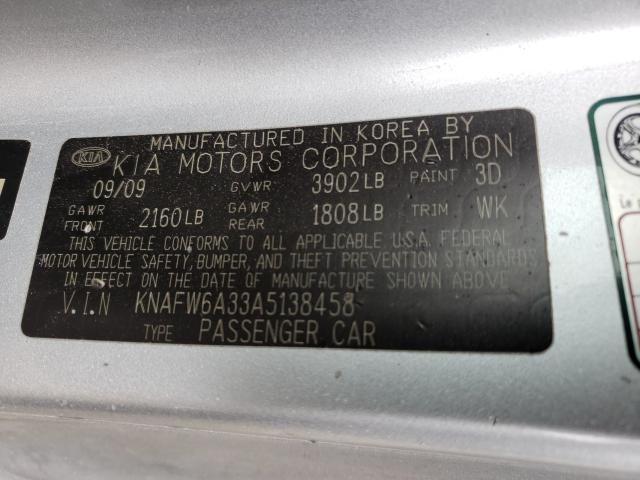 MANUFACTURED IN KOREA BY
KIA KIA MOTORS CORPORATION
09/09 GVWR 3902LB PAINT 3D
GAWR FRONT 2160LB GAWR REAR 1808LB TRIM WK
THIS VEHICLE CONFORMS TO ALL APPLICABLE U.S.A. FEDERAL
MOTOR VEHICLE SAFETY, BUMPER, AND THEFT PREVENTION STANDARDS
IN EFFECT ON THE DATE OF MANUFACTURE SHOWN ABOVE
V.I.N KNAFW6A33A5138458
TYPE PASSENGER CAR